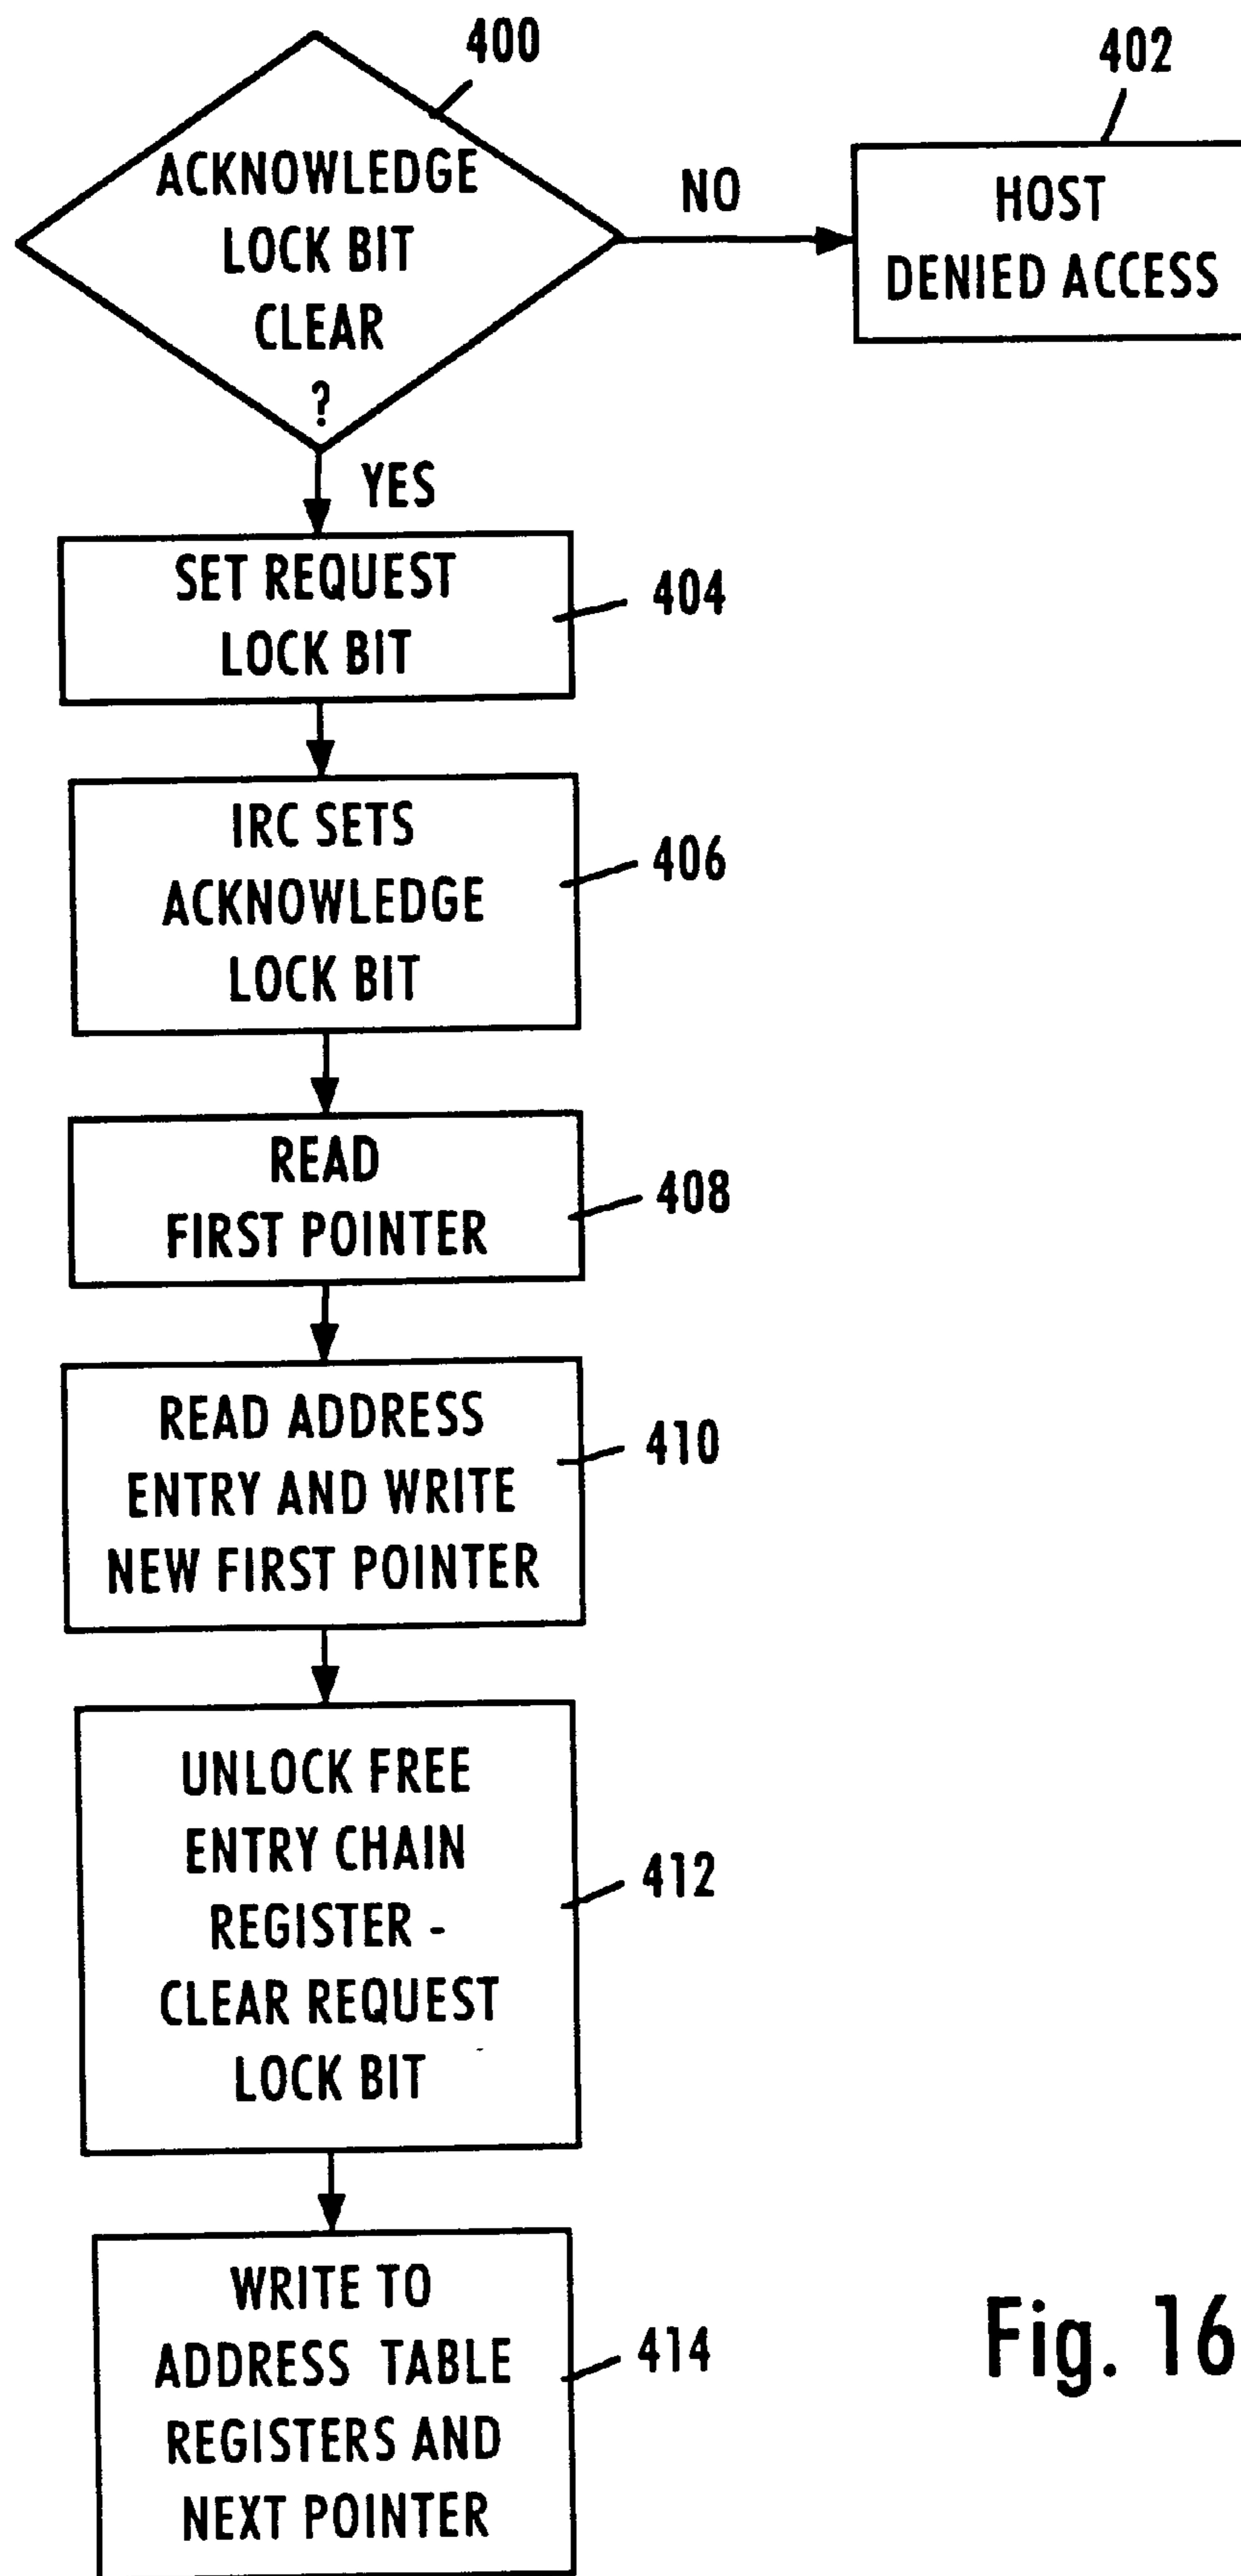 400
ACKNOWLEDGE
LOCK BIT
CLEAR
?
NO
402
HOST
DENIED ACCESS
YES
SET REQUEST
LOCK BIT
404
IRC SETS
ACKNOWLEDGE
LOCK BIT
406
READ
FIRST POINTER
408
READ ADDRESS
ENTRY AND WRITE
NEW FIRST POINTER
410
UNLOCK FREE
ENTRY CHAIN
REGISTER -
CLEAR REQUEST
LOCK BIT
412
WRITE TO
ADDRESS TABLE
REGISTERS AND
NEXT POINTER
414
Fig. 16